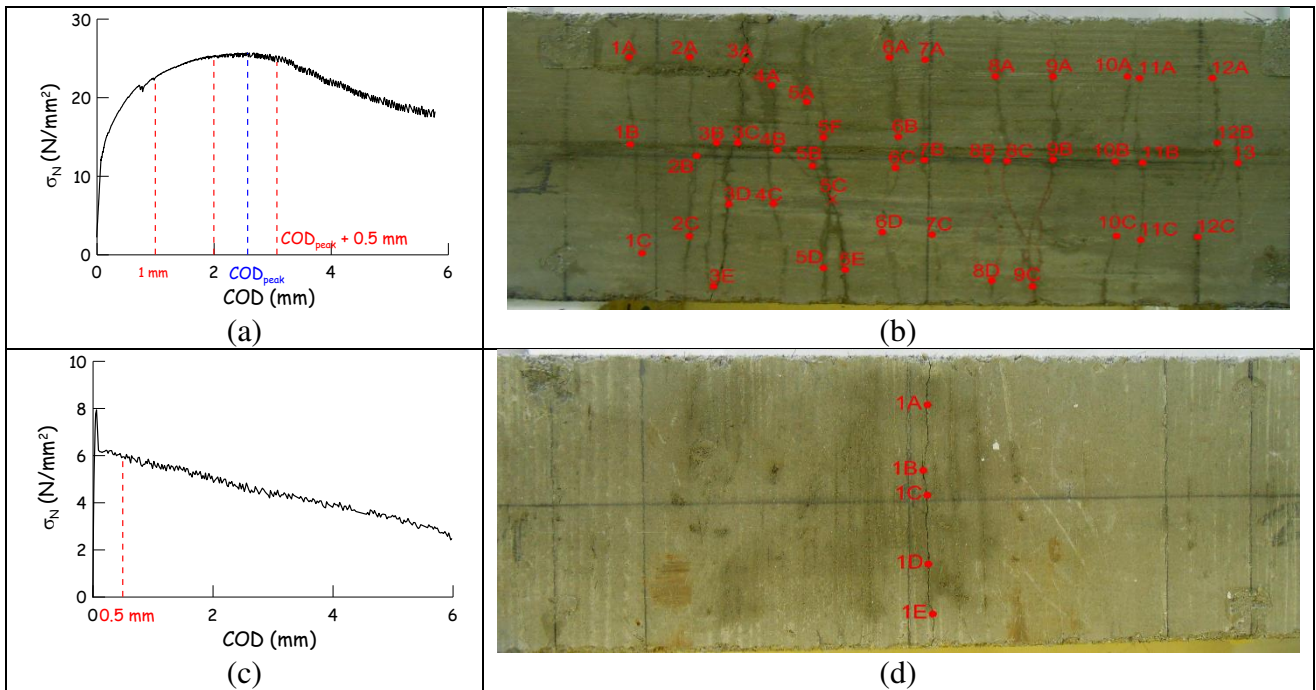 30
20
10
0
σN (N/mm²)
0 2 4 6
1 mm
CODpeak
CODpeak + 0.5 mm
COD (mm)
(a)
1A 2A 3A 6A 7A
4A 8A 9A 10A 11A 12A
5A
1B 3B 3C 4B 5F 6B 12B
2B 5B 6C 7B 8B 8C 9B 10B 11B 13
3D 4C 5C
1C 2C 6D 7C 10C 11C 12C
3E 5D 5E 8D 9C
(b)
10
8
6
4
2
0
σN (N/mm²)
0 0.5 mm 2 4 6
COD (mm)
(c)
1A
1B
1C
1D
1E
(d)